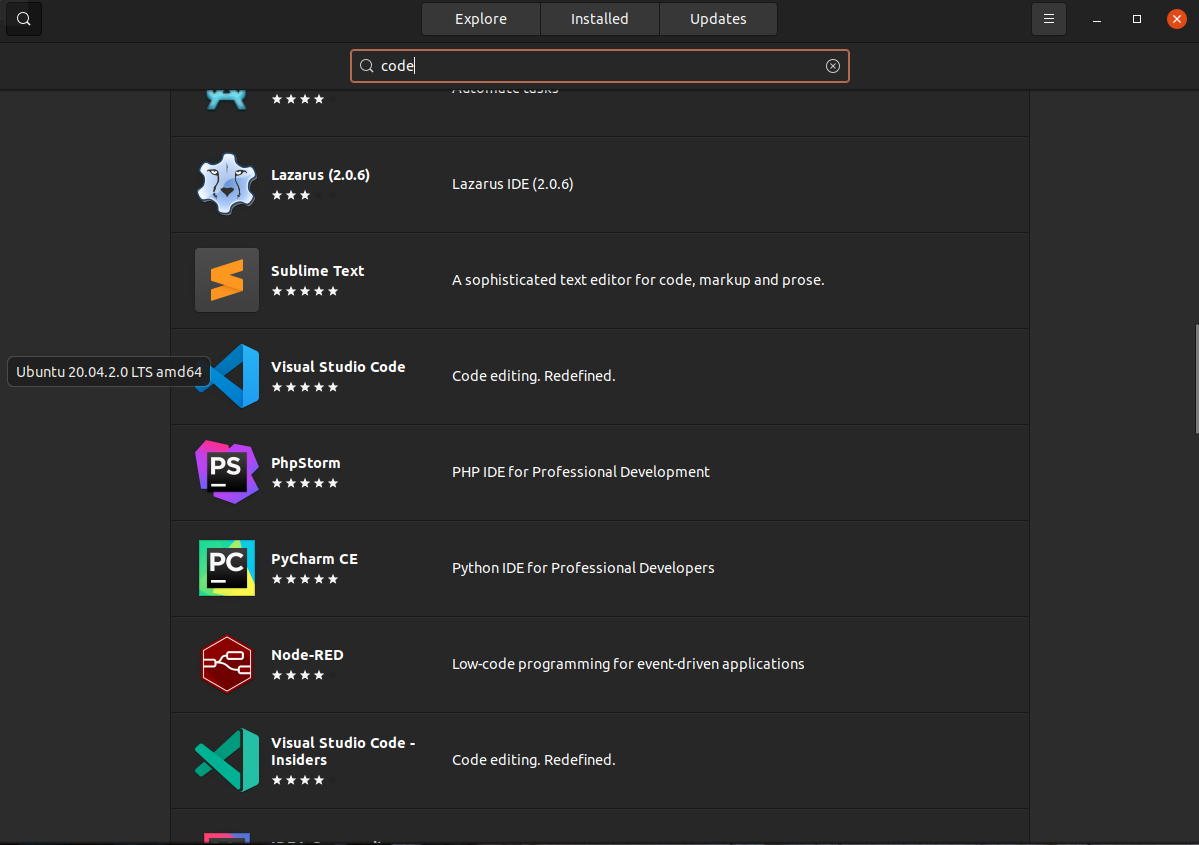 Explore Installed Updates
code
Automate tasks
Lazarus (2.0.6)
Lazarus IDE (2.0.6)
Sublime Text
A sophisticated text editor for code, markup and prose.
Ubuntu 20.04.2.0 LTS amd64
Visual Studio Code
Code editing. Redefined.
PS
PhpStorm
PHP IDE for Professional Development
PC
PyCharm CE
Python IDE for Professional Developers
Node-RED
Low-code programming for event-driven applications
Visual Studio Code -
Insiders
Code editing. Redefined.